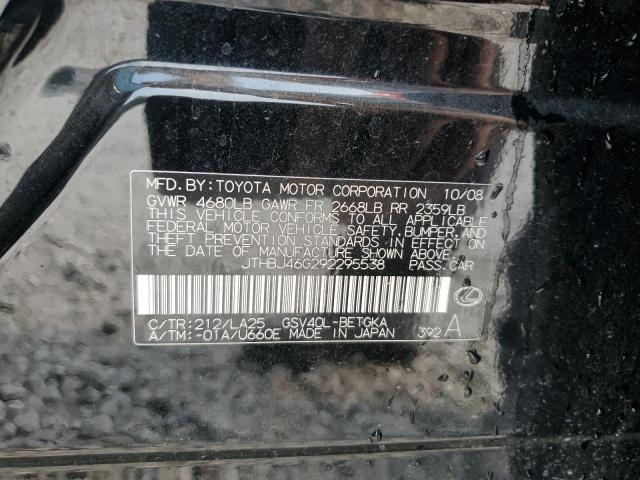 MFD. BY: TOYOTA MOTOR CORPORATION 10/08
GVWR 4680LB GAWR FR 2668LB RR 2359LB
THIS VEHICLE CONFORMS TO ALL APPLICABLE
FEDERAL MOTOR VEHICLE SAFETY, BUMPER, AND
THEFT PREVENTION STANDARDS IN EFFECT ON
THE DATE OF MANUFACTURE SHOWN ABOVE.
JTHBJ46G292295538 PASS. CAR
C/TR: 212/LA25 GSV40L-BETGKA
A/TM: -01A/U660E MADE IN JAPAN 392 A